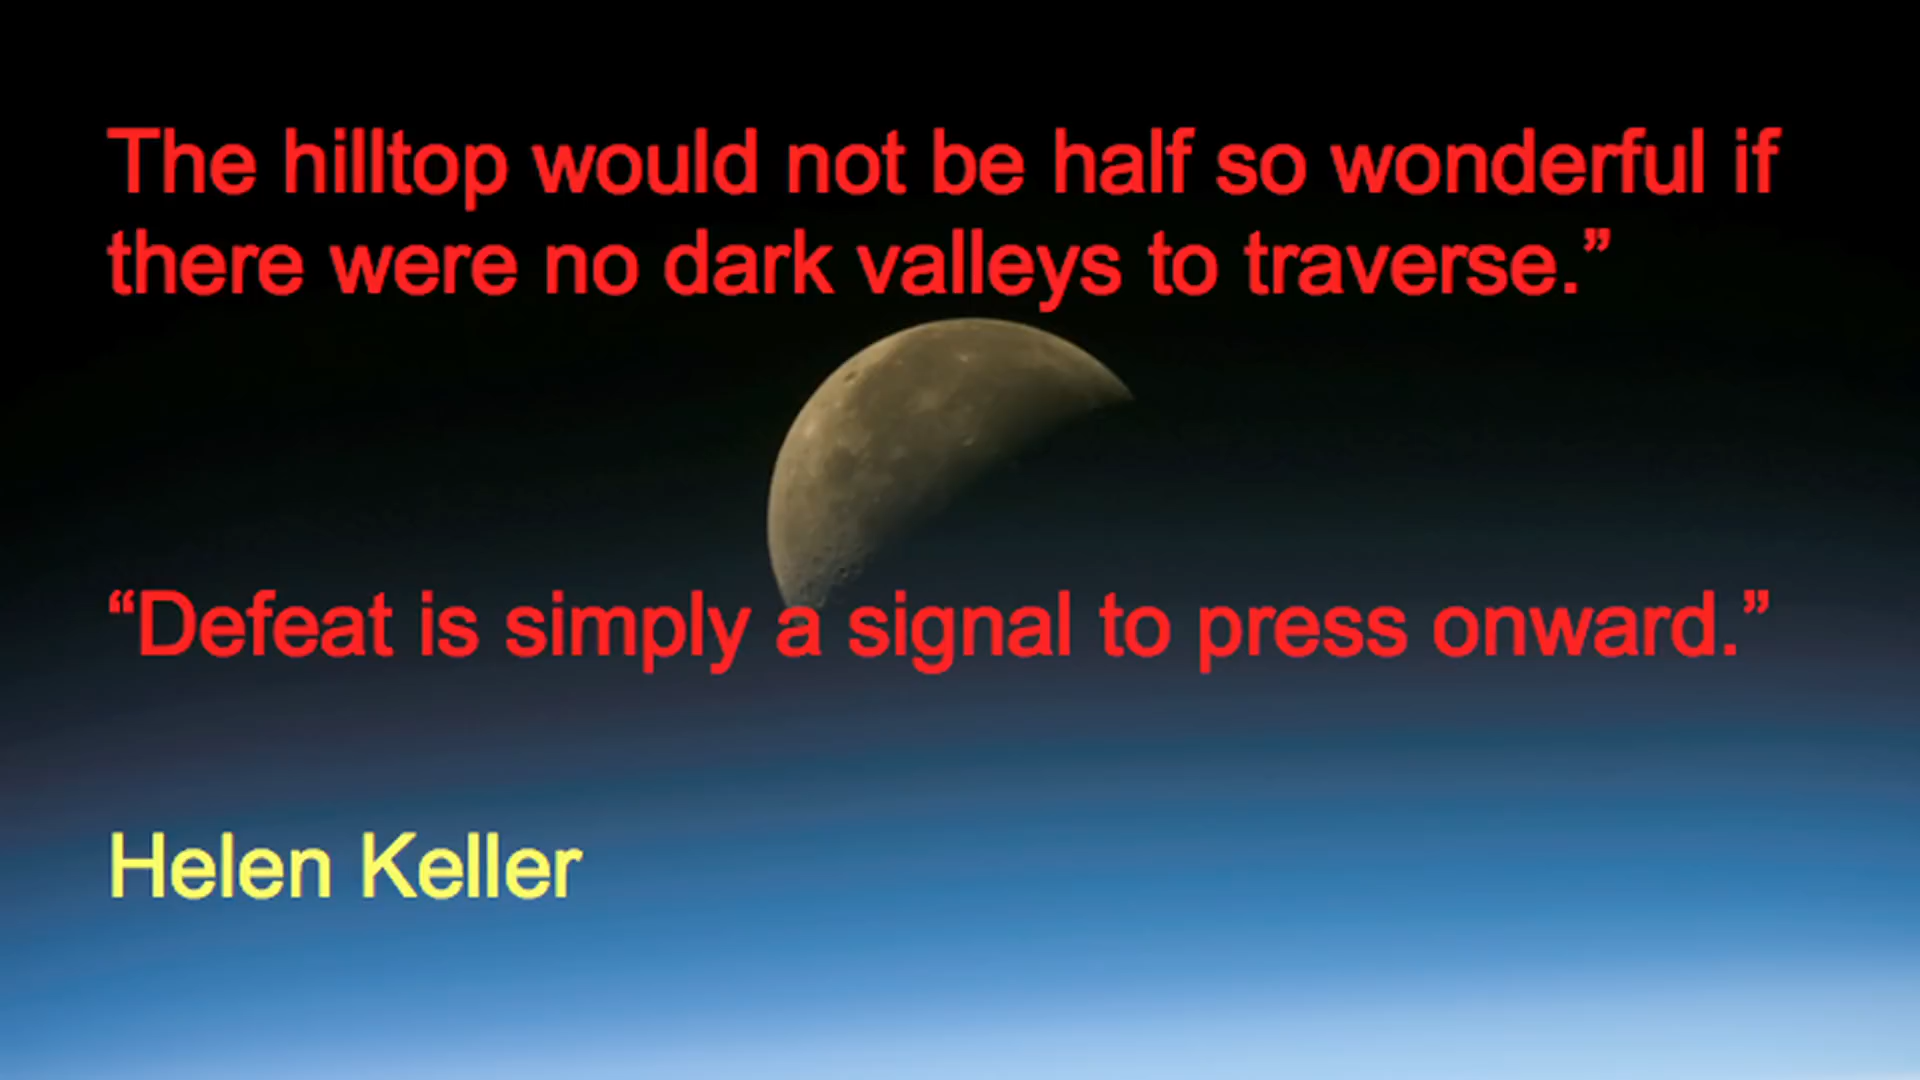 The hilltop would not be half so wonderful if
there were no dark valleys to traverse.”
“Defeat is simply a signal to press onward.”
Helen Keller